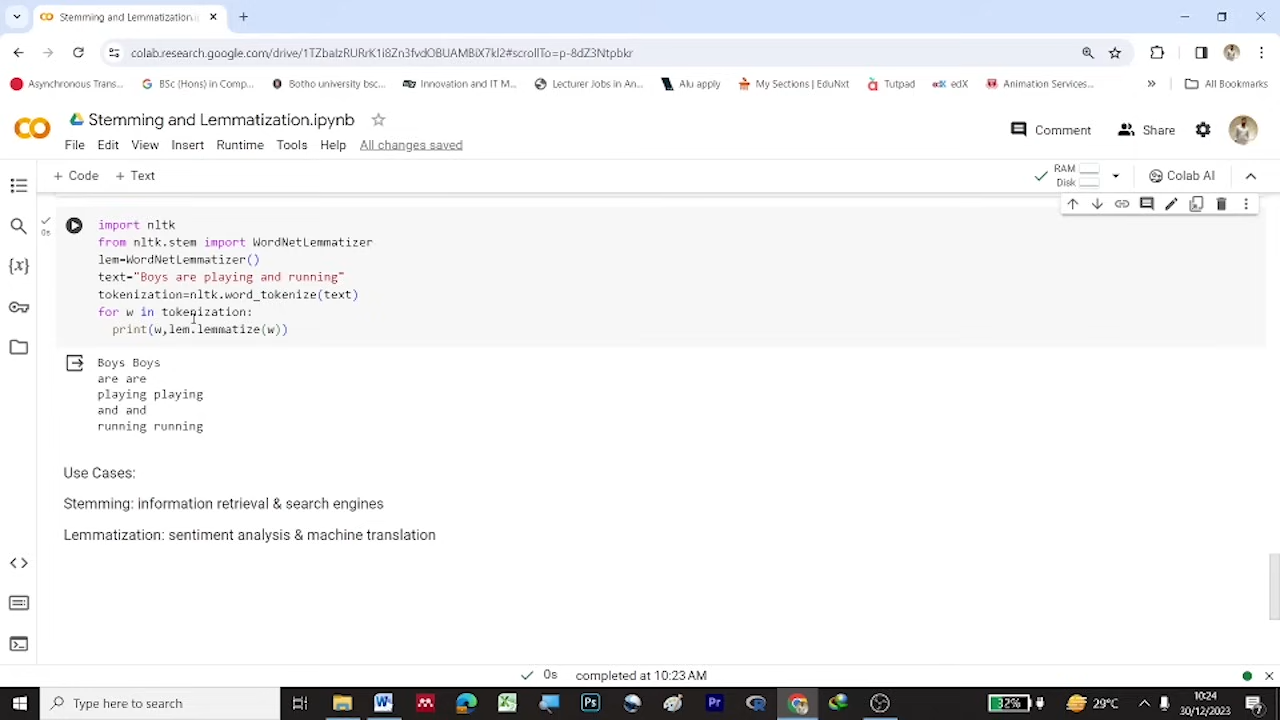 Stemming and Lemmatization.i
colab.research.google.com/drive/1TZbaIzRURrK1i8Zn3fvdOBUAMBiX7kl2#scrollTo=p-8dZ3Ntpbkr
Asynchronous Trans...
BSc (Hons) in Comp...
Botho university bsc...
Innovation and IT M...
Lecturer Jobs in An...
Alu apply
My Sections | EduNxt
Tutpad
edX
edX
Animation Services...
»
All Bookmarks
CO
Stemming and Lemmatization.ipynb
Comment
Share
File Edit View Insert Runtime Tools Help All changes saved
+ Code + Text
RAM
Disk
Colab AI
0s
import nltk
from nltk.stem import WordNetLemmatizer
lem=WordNetLemmatizer()
text="Boys are playing and running"
tokenization=nltk.word_tokenize(text)
for w in tokenization:
print(w,lem.lemmatize(w))
Boys Boys
are are
playing playing
and and
running running
Use Cases:
Stemming: information retrieval & search engines
Lemmatization: sentiment analysis & machine translation
0s completed at 10:23 AM
Type here to search
32%
29°C
10:24
30/12/2023